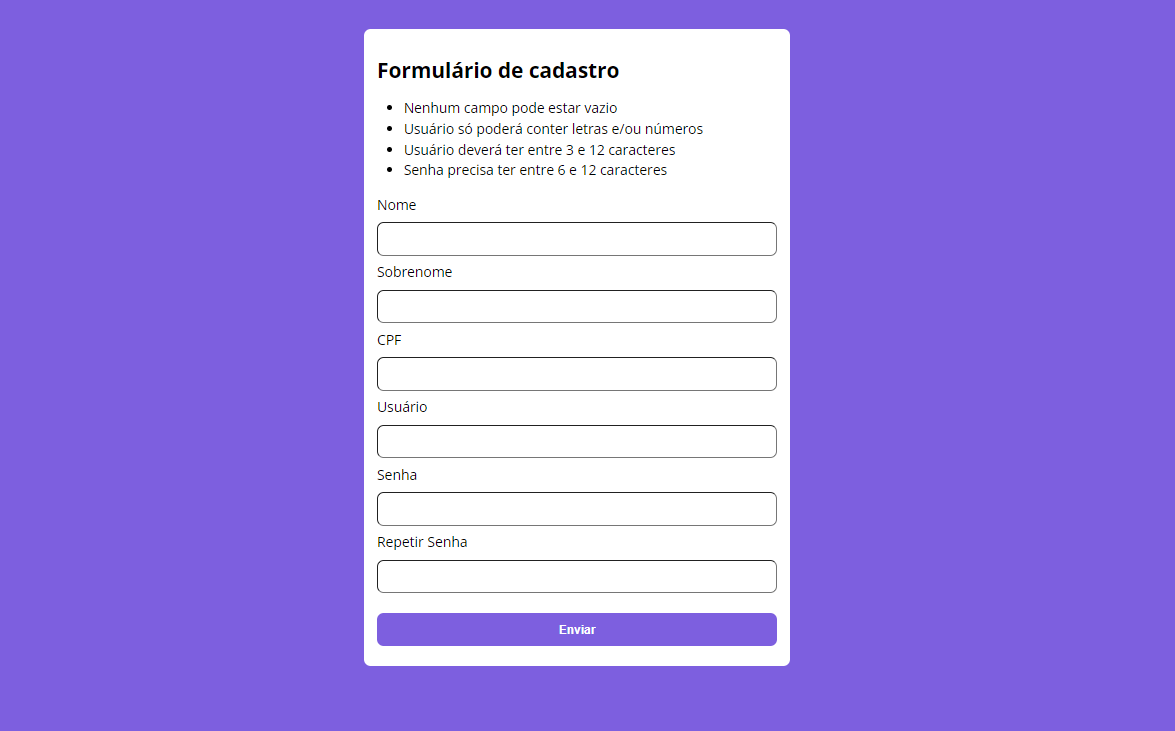 Formulário de cadastro
Nenhum campo pode estar vazio
Usuário só poderá conter letras e/ou números
Usuário deverá ter entre 3 e 12 caracteres
Senha precisa ter entre 6 e 12 caracteres
Nome
Sobrenome
CPF
Usuário
Senha
Repetir Senha
Enviar